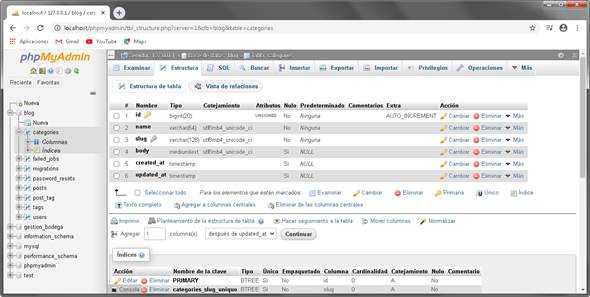 localhost / 127.0.0.1 / blog / cat
localhost/phpmyadmin/tbl_structure.php?server=1&db=blog&table=categories
Aplicaciones Gmail YouTube Maps
phpMyAdmin
Reciente Favoritas
Nueva
blog
Nueva
categories
Columnas
Índices
failed_jobs
migrations
password_resets
posts
post_tag
tags
users
gestion_bodega
information_schema
mysql
performance_schema
phpmyadmin
test
Servidor: 127.0.0.1 » Base de datos: blog » Tabla: categories
Examinar Estructura SQL Buscar Insertar Exportar Importar Privilegios Operaciones Más
Estructura de tabla Vista de relaciones
# Nombre Tipo Cotejamiento Atributos Nulo Predeterminado Comentarios Extra Acción
1 id bigint(20) UNSIGNED No Ninguna AUTO_INCREMENT Cambiar Eliminar Más
2 name varchar(64) utf8mb4_unicode_ci No Ninguna Cambiar Eliminar Más
3 slug varchar(128) utf8mb4_unicode_ci No Ninguna Cambiar Eliminar Más
4 body mediumtext utf8mb4_unicode_ci Sí NULL Cambiar Eliminar Más
5 created_at timestamp Sí NULL Cambiar Eliminar Más
6 updated_at timestamp Sí NULL Cambiar Eliminar Más
Seleccionar todo Para los elementos que están marcados: Examinar Cambiar Eliminar Primaria Único Índice
Texto completo Agregar a columnas centrales Eliminar de las columnas centrales
Imprimir Planteamiento de la estructura de tabla Hacer seguimiento a la tabla Mover columnas Normalizar
Agregar 1 columna(s) después de updated_at Continuar
Índices
Acción Nombre de la clave Tipo Único Empaquetado Columna Cardinalidad Cotejamiento Nulo Comentario
Editar Eliminar PRIMARY BTREE Sí No id 0 A No
Consola Eliminar categories_slug_unique BTREE Sí No slug 0 A No